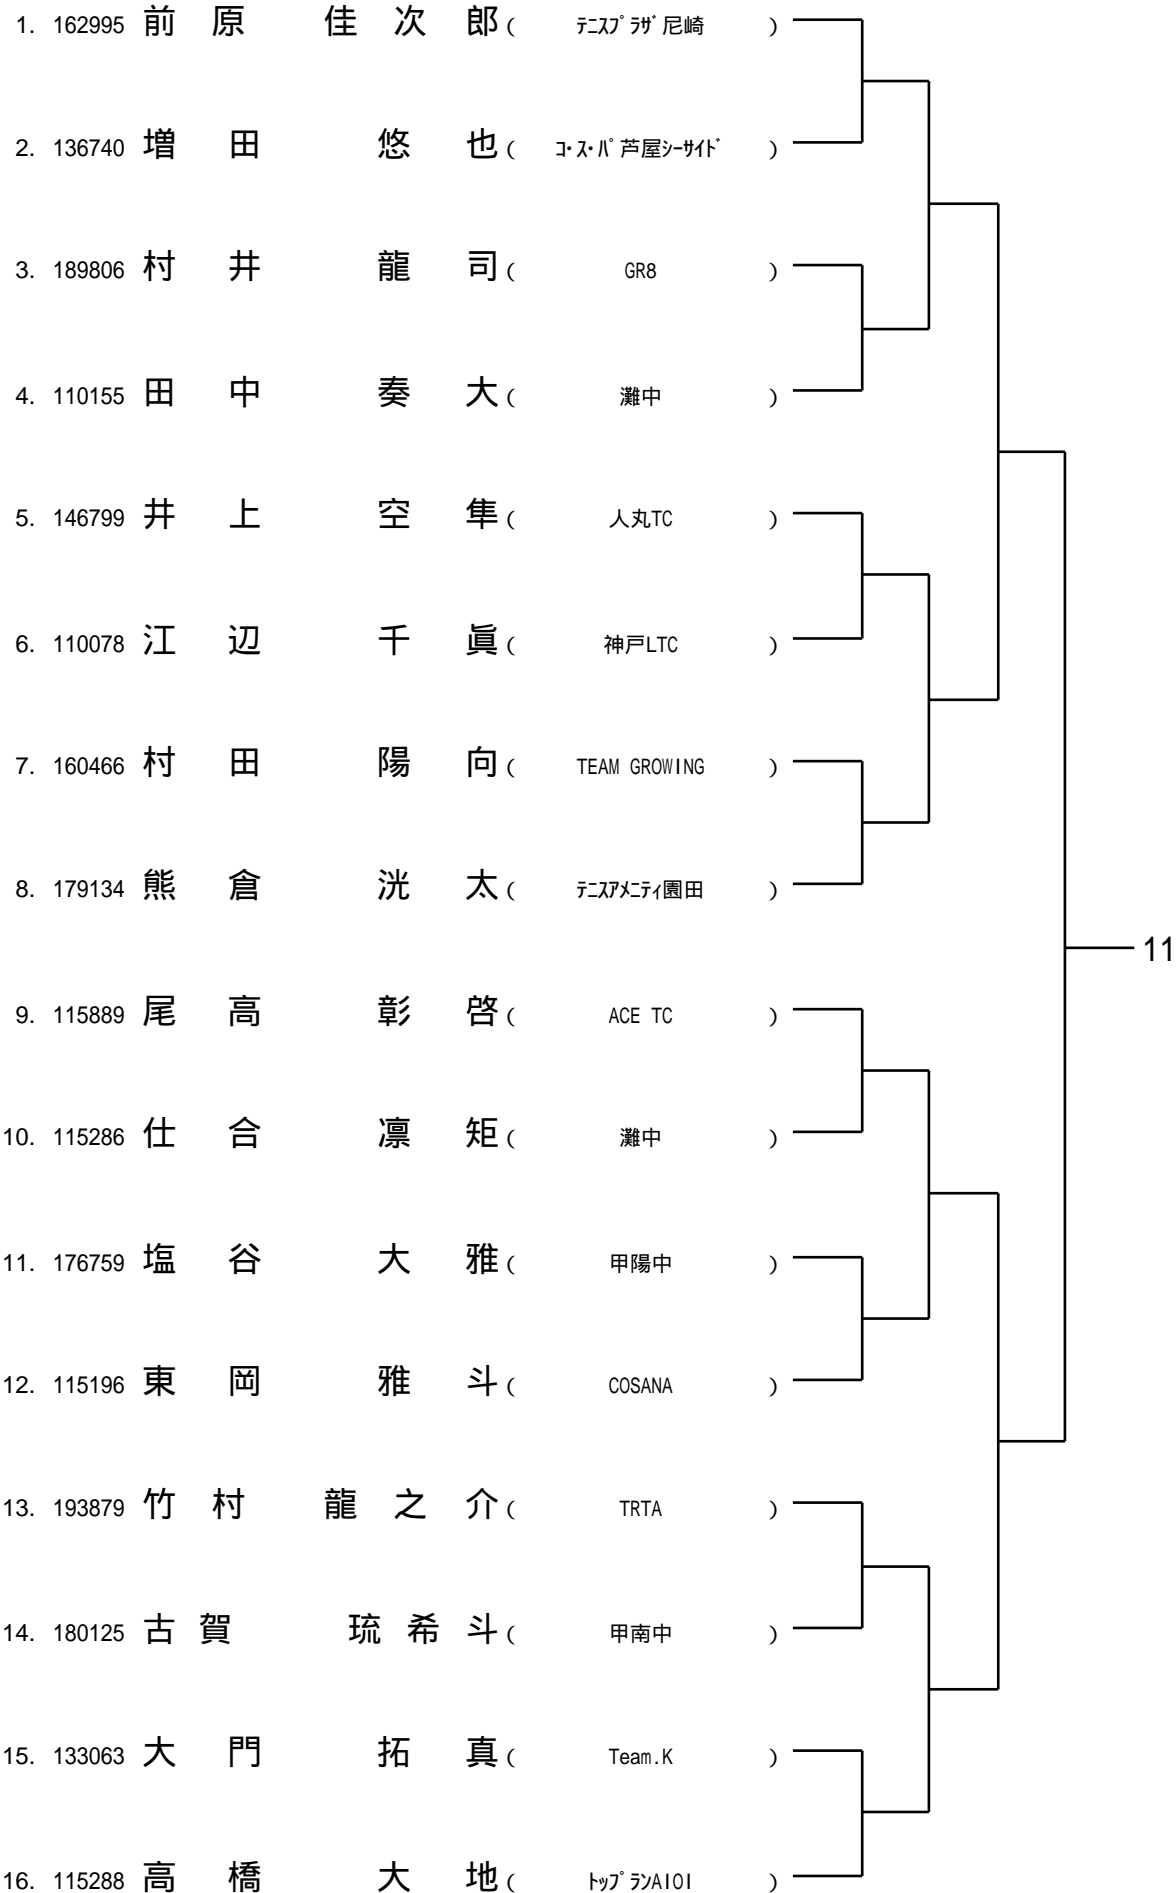 1. 162995 前原 佳次郎 ( ﾃﾆｽﾌﾟﾗｻﾞ尼崎 )
2. 136740 増田 悠也 ( ｺ･ｽ･ﾊﾟ芦屋ｼｰｻｲﾄﾞ )
3. 189806 村井 龍司 ( GR8 )
4. 110155 田中 奏大 ( 灘中 )
5. 146799 井上 空隼 ( 人丸TC )
6. 110078 江辺 千眞 ( 神戸LTC )
7. 160466 村田 陽向 ( TEAM GROWING )
8. 179134 熊倉 洸太 ( ﾃﾆｽｱﾒﾆﾃｨ園田 )
11
9. 115889 尾高 彰啓 ( ACE TC )
10. 115286 仕合 凛矩 ( 灘中 )
11. 176759 塩谷 大雅 ( 甲陽中 )
12. 115196 東岡 雅斗 ( COSANA )
13. 193879 竹村 龍之介 ( TRTA )
14. 180125 古賀 琉希斗 ( 甲南中 )
15. 133063 大門 拓真 ( Team.K )
16. 115288 高橋 大地 ( ﾄｯﾌﾟﾗﾝAIOI )